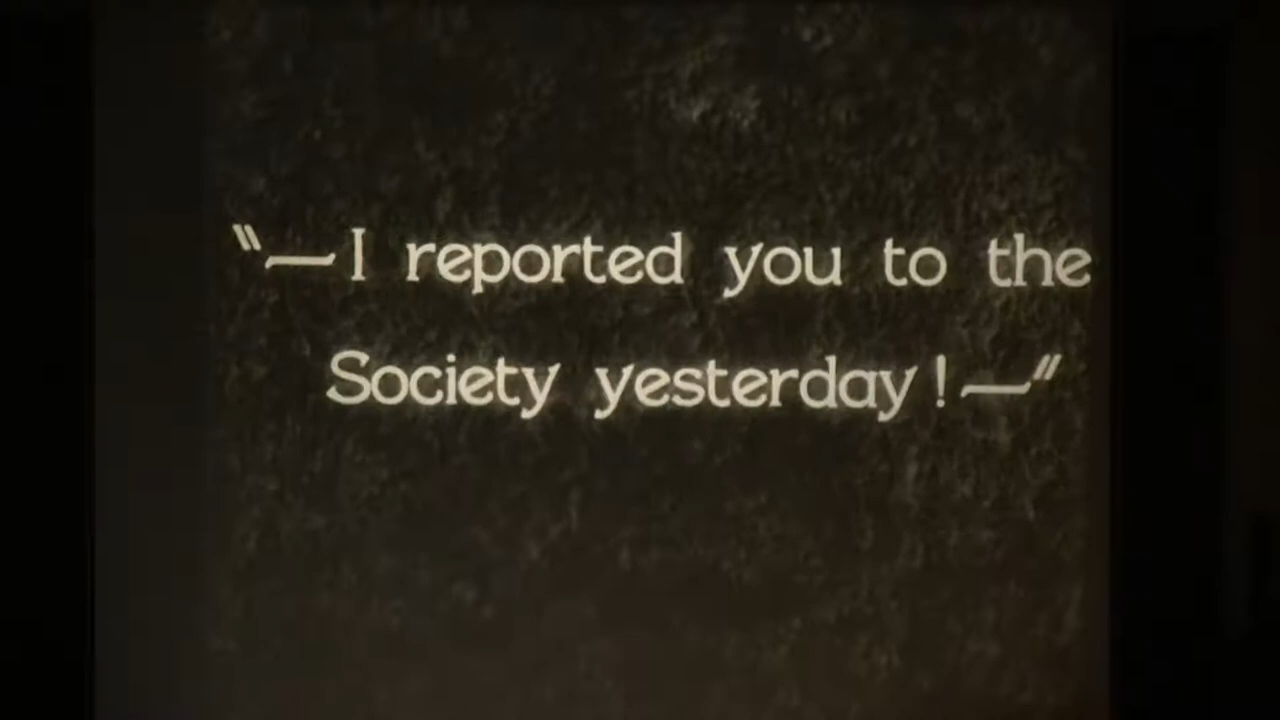 "—I reported you to the
Society yesterday!—"